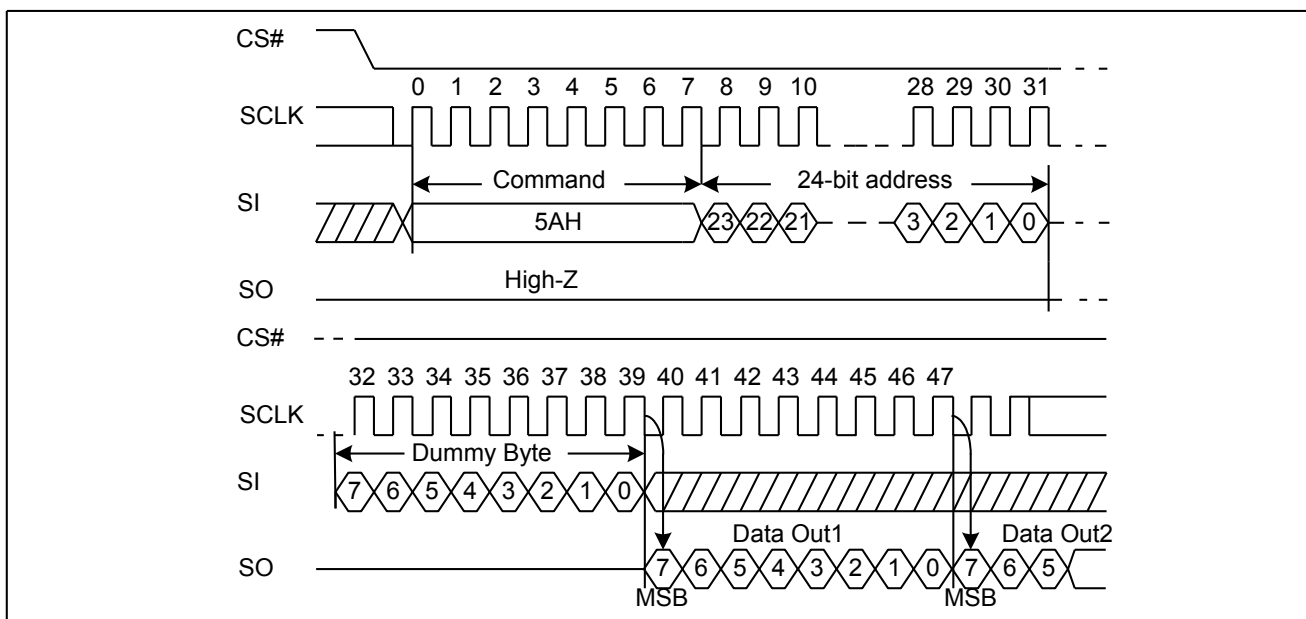 CS#
0 1 2 3 4 5 6 7 8 9 10 28 29 30 31
SCLK
Command 24-bit address
SI
5AH 23 22 21 3 2 1 0
High-Z
SO
CS#
32 33 34 35 36 37 38 39 40 41 42 43 44 45 46 47
SCLK
Dummy Byte
SI
7 6 5 4 3 2 1 0
Data Out1 Data Out2
SO
7 6 5 4 3 2 1 0 7 6 5
MSB MSB